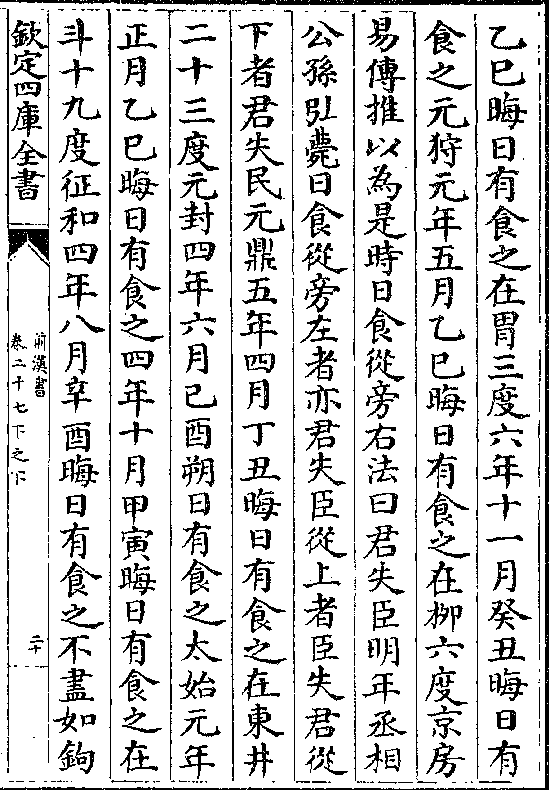 乙巳晦日有食之在胃三度六年十一月癸丑晦日有
食之元狩元年五月乙巳晦日有食之在柳六度京房
易傳推以為是時日食從旁右法曰君失臣明年丞相
公孫弘薨日食從旁左者亦君失臣從上者臣失君從
下者君失民元鼎五年四月丁丑晦日有食之在東井
二十三度元封四年六月己酉朔日有食之太始元年
正月乙巳晦日有食之四年十月甲寅晦日有食之在
斗十九度征和四年八月辛酉晦日有食之不盡如鉤
欽定四庫全書
前漢書
卷二十七下之下
二十